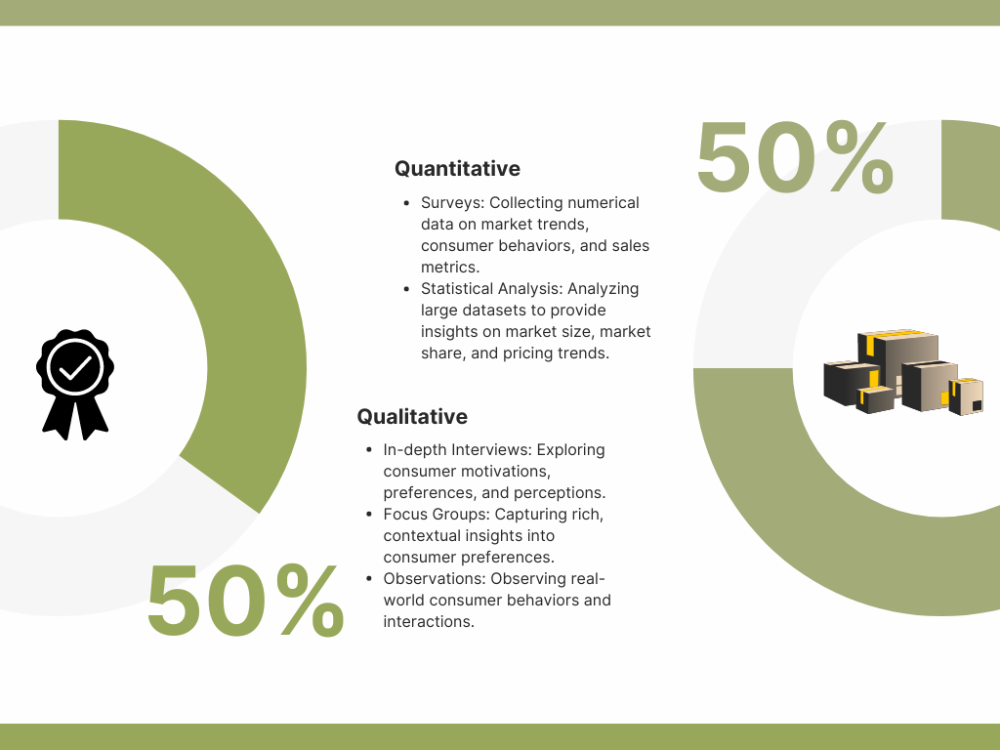 50%
Quantitative
• Surveys: Collecting numerical
data on market trends,
consumer behaviors, and sales
metrics.
• Statistical Analysis: Analyzing
large datasets to provide
insights on market size, market
share, and pricing trends.
Qualitative
• In-depth Interviews: Exploring
consumer motivations,
preferences, and perceptions.
• Focus Groups: Capturing rich,
contextual insights into
consumer preferences.
• Observations: Observing real-
world consumer behaviors and
interactions.
50%